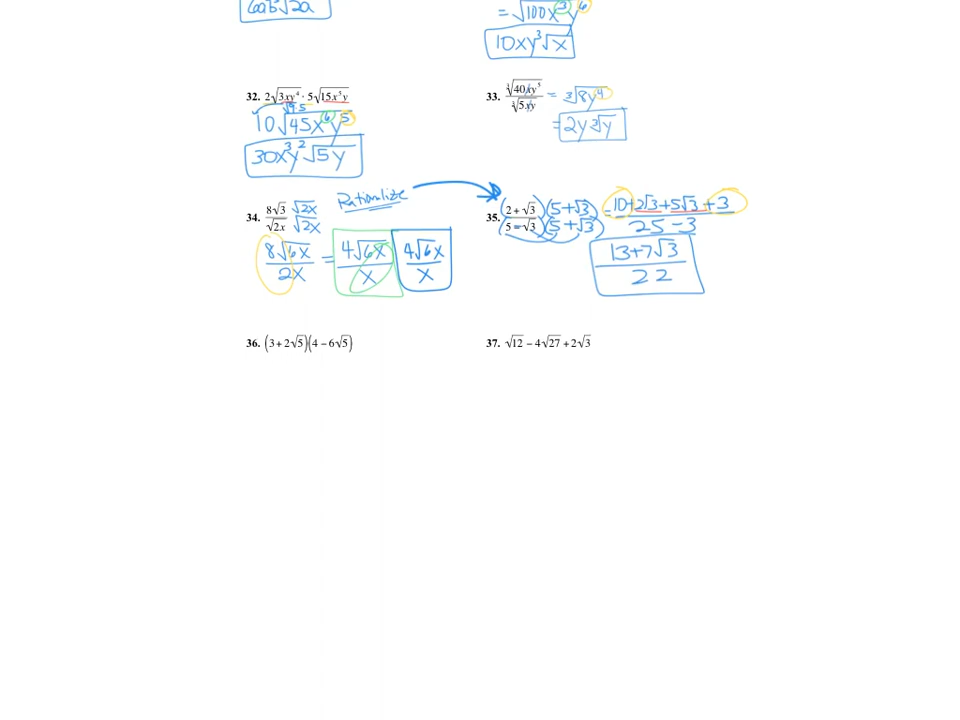 6ab√2a
= √100x³y⁶
10xy³√x
32. 2√3xy⁴ · 5√15x⁵y
√9·5
10√45x⁶y⁵
30x³y²√5y
33. ∛40xy⁵ / ∛5xy = ∛8y⁴
= 2y∛y
Rationalize
34. 8√3 / √2x √2x / √2x
8√6x / 2x = 4√6x / x 4√6x / x
35. (2 + √3)(5+√3) / (5 − √3)(5+√3) = 10+2√3+5√3+3 / 25−3
13+7√3 / 22
36. (3 + 2√5)(4 − 6√5)
37. √12 − 4√27 + 2√3